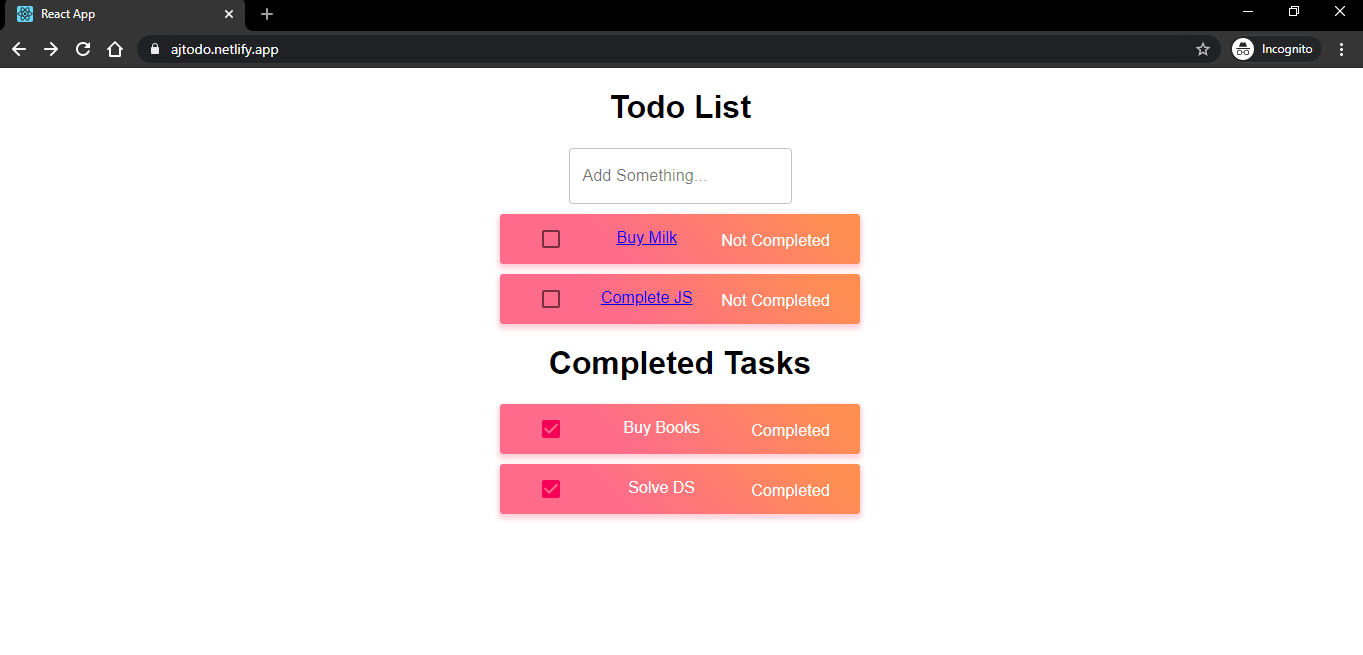 React App
ajtodo.netlify.app
Incognito
Todo List
Add Something...
Buy Milk Not Completed
Complete JS Not Completed
Completed Tasks
Buy Books Completed
Solve DS Completed